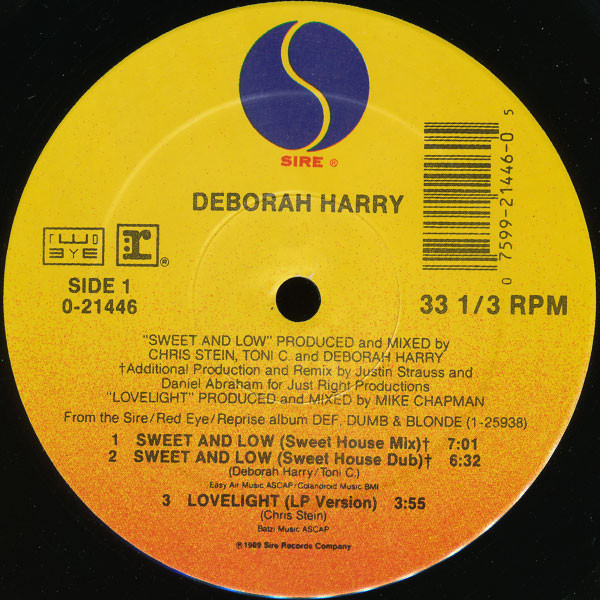 SIRE ®
DEBORAH HARRY
0 7599-21446-0 5
RED EYE
r ®
SIDE 1
0-21446
33 1/3 RPM
"SWEET AND LOW" PRODUCED and MIXED by
CHRIS STEIN, TONI C. and DEBORAH HARRY
†Additional Production and Remix by Justin Strauss and
Daniel Abraham for Just Right Productions
"LOVELIGHT" PRODUCED and MIXED by MIKE CHAPMAN
From the Sire/Red Eye/Reprise album DEF, DUMB & BLONDE (1-25938)
1 SWEET AND LOW (Sweet House Mix)† 7:01
2 SWEET AND LOW (Sweet House Dub)† 6:32
(Deborah Harry/Toni C.)
Easy Air Music ASCAP/Colandroid Music BMI
3 LOVELIGHT (LP Version) 3:55
(Chris Stein)
Batzi Music ASCAP
℗ 1989 Sire Records Company